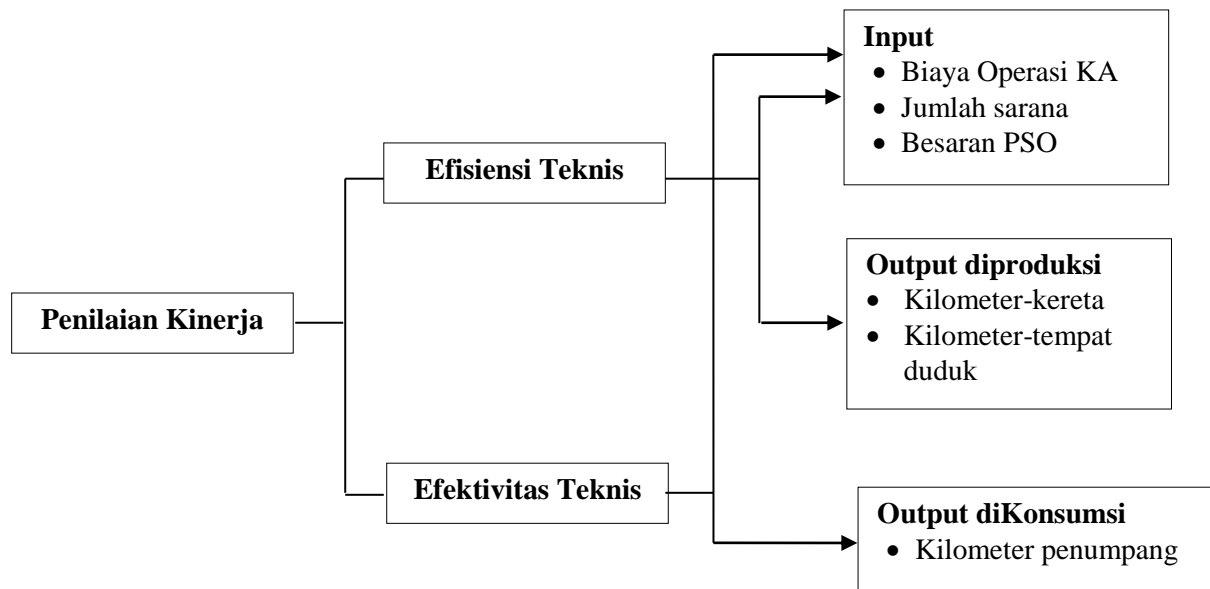 Penilaian Kinerja
Efisiensi Teknis
Efektivitas Teknis
Input
• Biaya Operasi KA
• Jumlah sarana
• Besaran PSO
Output diproduksi
• Kilometer-kereta
• Kilometer-tempat
duduk
Output diKonsumsi
• Kilometer penumpang